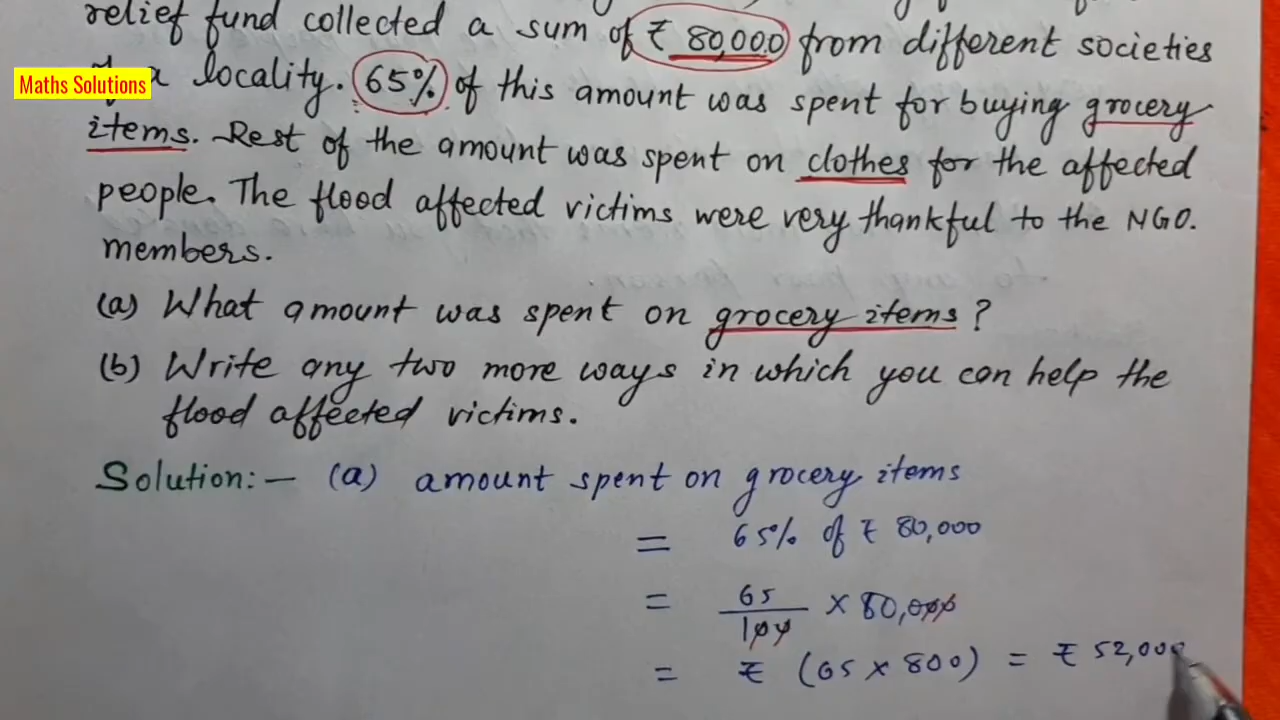 relief fund collected a sum of ₹ 80,000 from different societies
Maths Solutions
a locality. 65% of this amount was spent for buying grocery
items. Rest of the amount was spent on clothes for the affected
people. The flood affected victims were very thankful to the NGO.
members.
(a) What amount was spent on grocery items?
(b) Write any two more ways in which you can help the
flood affected victims.
Solution:- (a) amount spent on grocery items
= 65% of ₹ 80,000
= 65/100 × 80,000
= ₹ (65 × 800) = ₹ 52,000